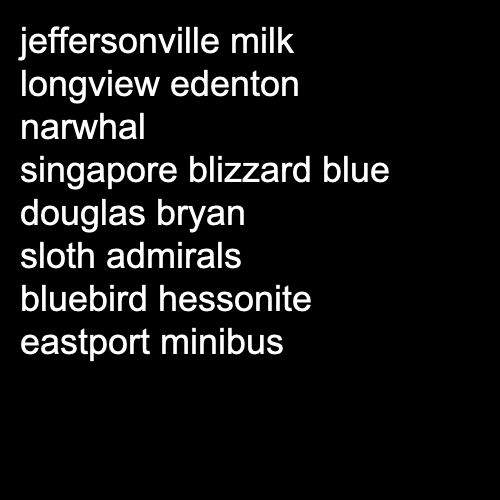 jeffersonville milk
longview edenton
narwhal
singapore blizzard blue
douglas bryan
sloth admirals
bluebird hessonite
eastport minibus